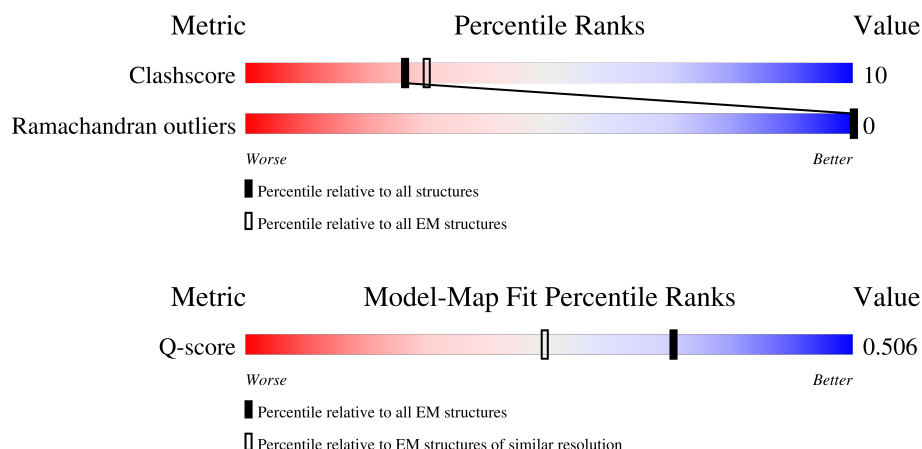 Metric Percentile Ranks Value
Clashscore 10
Ramachandran outliers 0
Worse Better
Percentile relative to all structures
Percentile relative to all EM structures
Metric Model-Map Fit Percentile Ranks Value
Q-score 0.506
Worse Better
Percentile relative to all EM structures
Percentile relative to EM structures of similar resolution